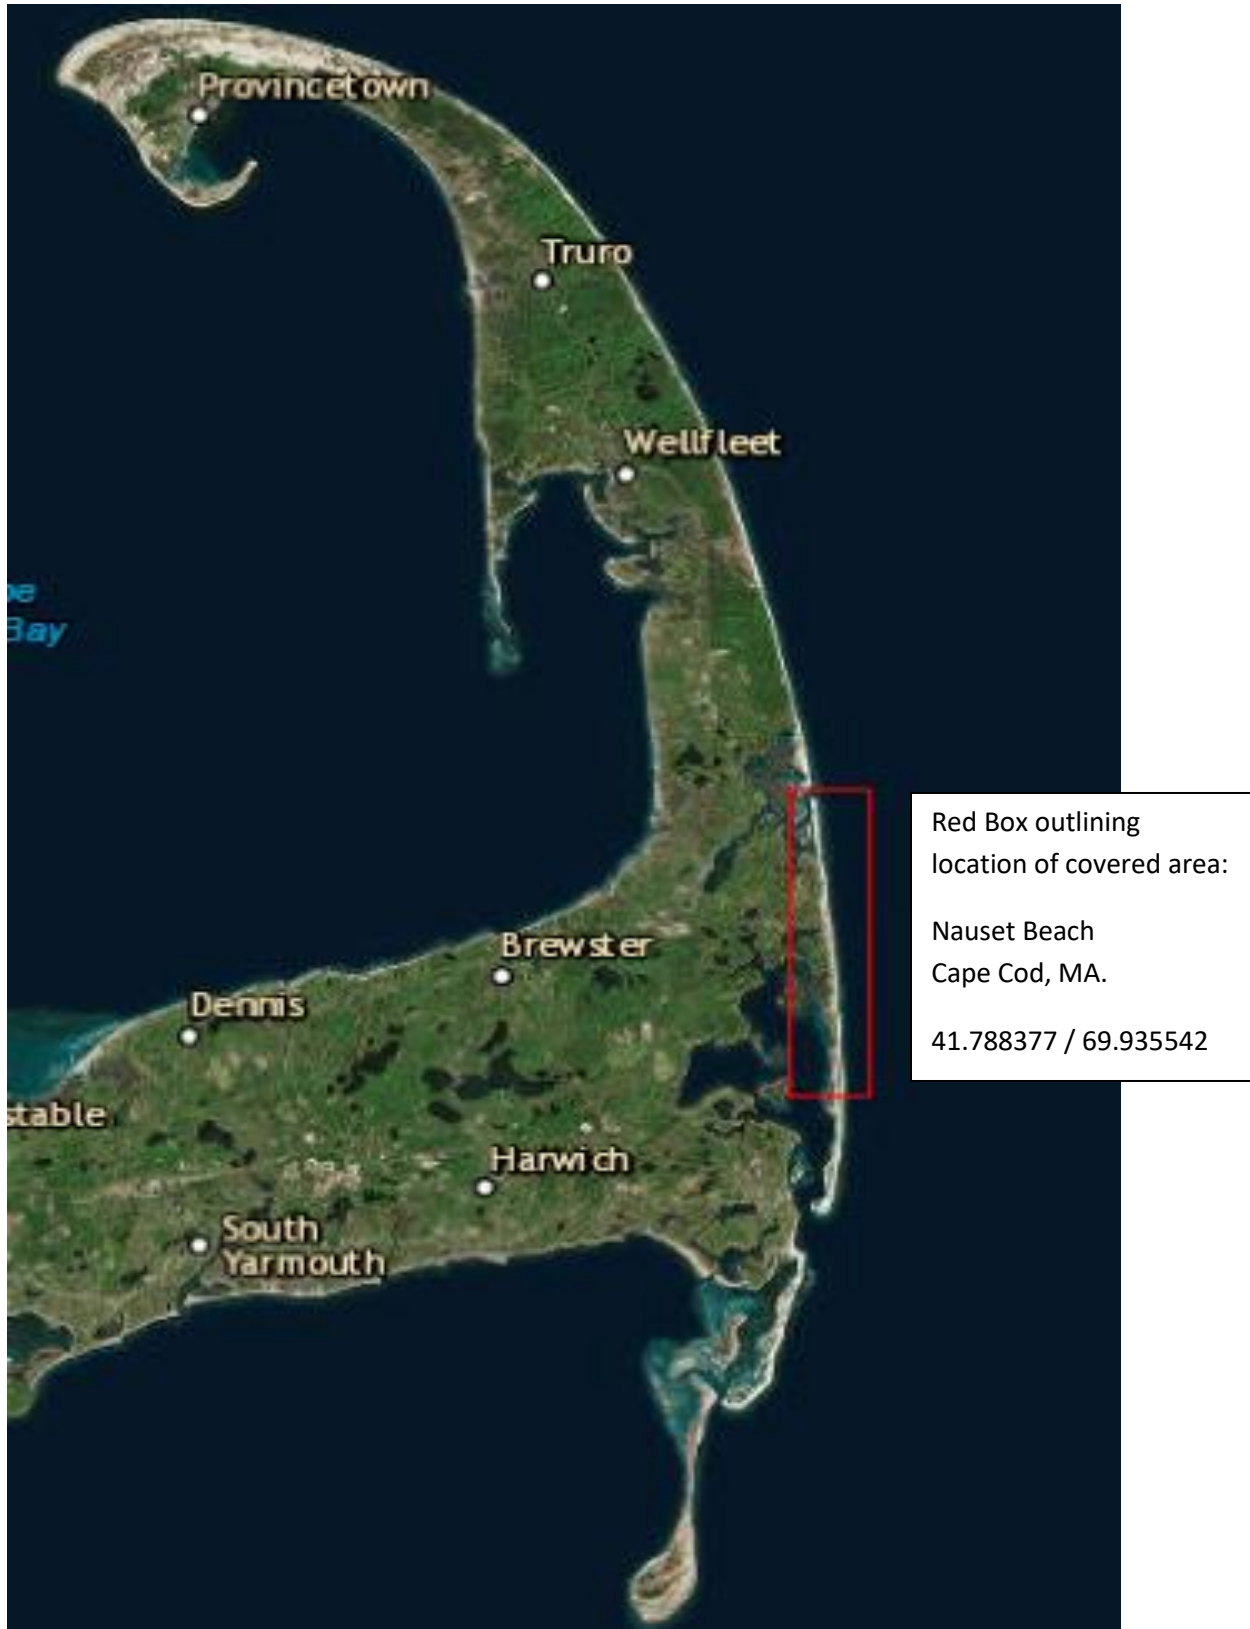 Provincetown
Truro
Wellfleet
be
Bay
Brewster
Dennis
stable
Harwich
South
Yarmouth
Red Box outlining
location of covered area:
Nauset Beach
Cape Cod, MA.
41.788377 / 69.935542